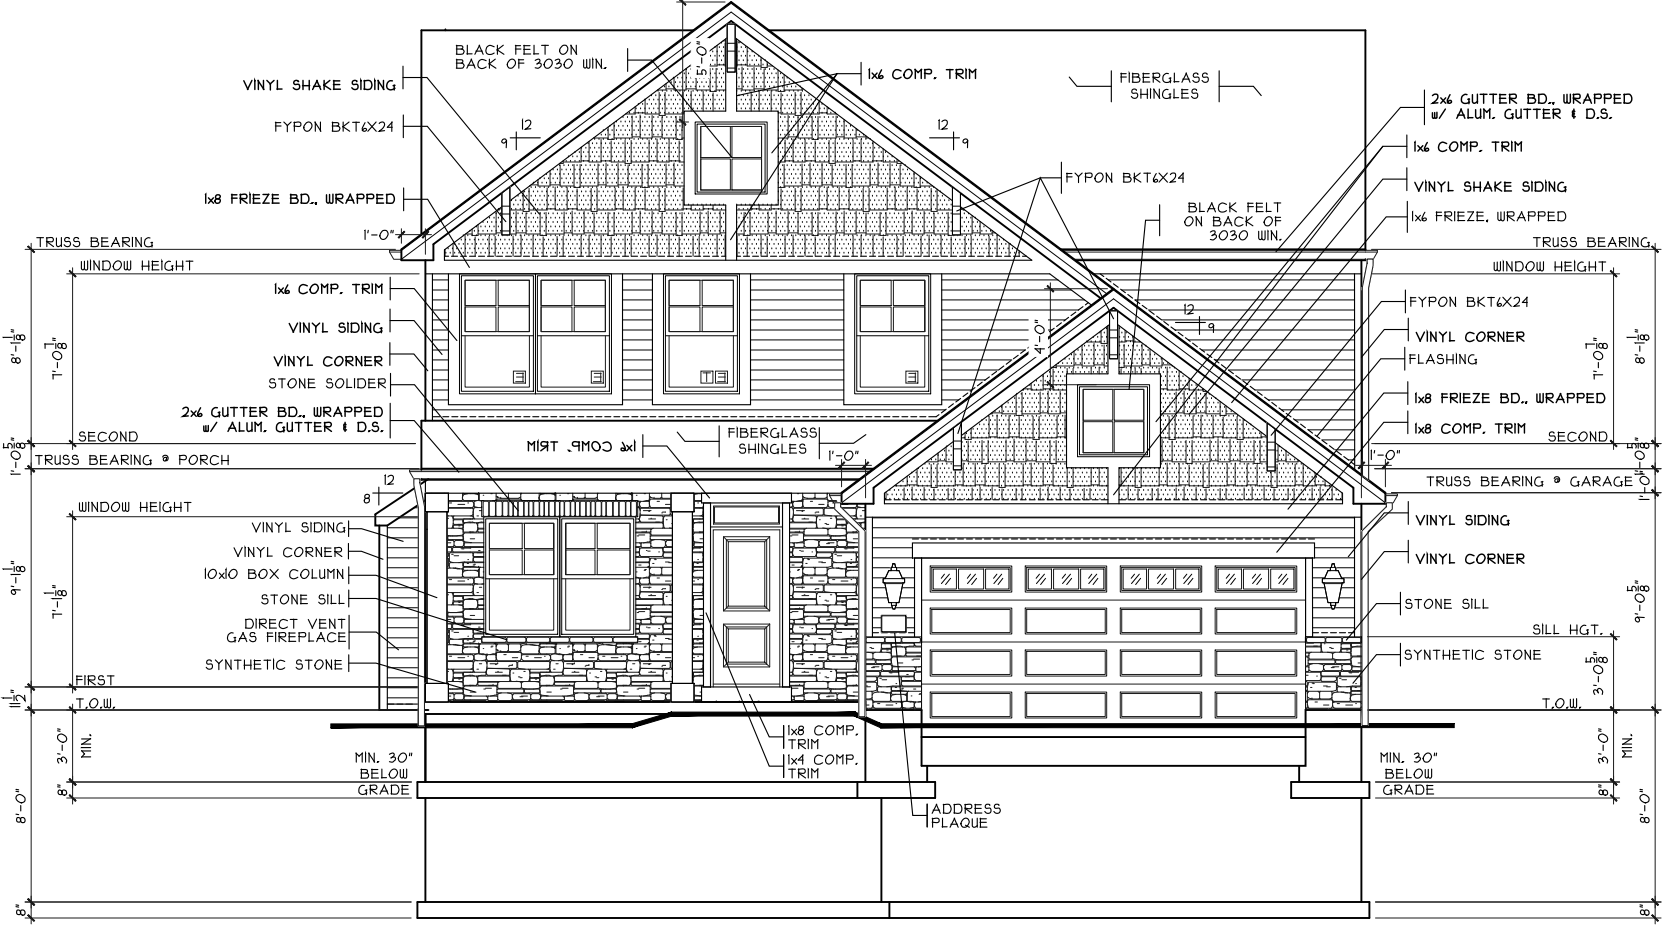 BLACK FELT ON
BACK OF 3030 WIN.
5'-0"
1x6 COMP. TRIM
FIBERGLASS
SHINGLES
VINYL SHAKE SIDING
FYPON BKT6X24
12
9
12
9
2x6 GUTTER BD., WRAPPED
w/ ALUM. GUTTER & D.S.
1x6 COMP. TRIM
FYPON BKT6X24
VINYL SHAKE SIDING
1x8 FRIEZE BD., WRAPPED
BLACK FELT
ON BACK OF
3030 WIN.
1x6 FRIEZE, WRAPPED
1'-0"
TRUSS BEARING
TRUSS BEARING
WINDOW HEIGHT
WINDOW HEIGHT
1x6 COMP. TRIM
FYPON BKT6X24
12
9
4'-0"
VINYL SIDING
VINYL CORNER
8'-1 1/8"
7'-0 7/8"
7'-0 7/8"
8'-1 1/8"
VINYL CORNER
FLASHING
STONE SOLIDER
E
E
ET
E
2x6 GUTTER BD., WRAPPED
w/ ALUM. GUTTER & D.S.
1x8 FRIEZE BD., WRAPPED
1x8 COMP. TRIM
SECOND
SECOND
1x6 COMP. TRIM
FIBERGLASS
SHINGLES
1'-0"
1'-0"
1'-0 5/8"
1'-0 5/8"
TRUSS BEARING @ PORCH
TRUSS BEARING @ GARAGE
1'-0"
12
8
WINDOW HEIGHT
VINYL SIDING
VINYL SIDING
VINYL CORNER
VINYL CORNER
10x10 BOX COLUMN
9'-1 1/8"
7'-1 1/8"
9'-0 5/8"
STONE SILL
STONE SILL
DIRECT VENT
GAS FIREPLACE
SILL HGT.
SYNTHETIC STONE
SYNTHETIC STONE
3'-0 5/8"
FIRST
11 1/2"
T.O.W.
T.O.W.
1x8 COMP.
TRIM
1x4 COMP.
TRIM
3'-0"
MIN.
3'-0"
MIN.
MIN. 30"
BELOW
GRADE
MIN. 30"
BELOW
GRADE
8"
8"
ADDRESS
PLAQUE
8'-0"
8'-0"
8"
8"